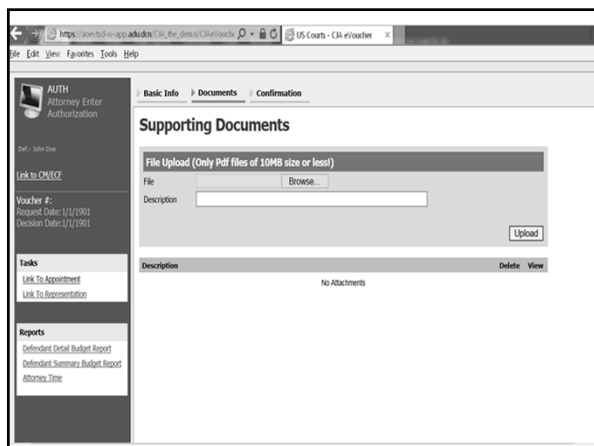 https://
adu.dcn/CJA_the_demo/CJAeVouche
US Courts - CJA eVoucher x
File Edit View Favorites Tools Help
AUTH
Attorney Enter
Authorization
Def.: John Doe
Link to CM/ECF
Voucher #:
Request Date: 1/1/1901
Decision Date: 1/1/1901
Tasks
Link To Appointment
Link To Representation
Reports
Defendant Detail Budget Report
Defendant Summary Budget Report
Attorney Time
Basic Info Documents Confirmation
Supporting Documents
File Upload (Only Pdf files of 10MB size or less!)
File Browse...
Description
Upload
Description Delete View
No Attachments